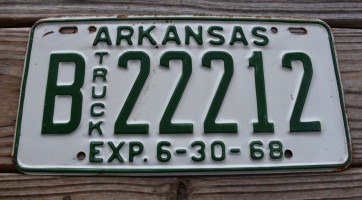 ARKANSAS
B TRUCK 22212
EXP. 6-30-68